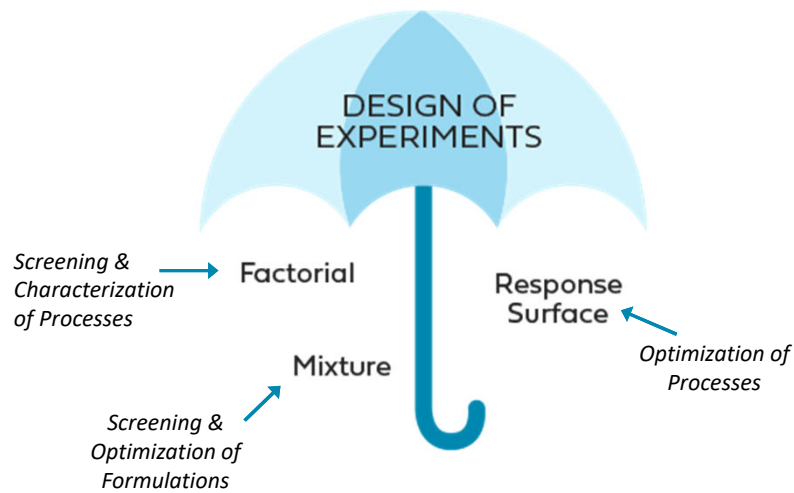 DESIGN OF
EXPERIMENTS
Screening &
Characterization
of Processes
Factorial
Response
Surface
Optimization of
Processes
Mixture
Screening &
Optimization of
Formulations